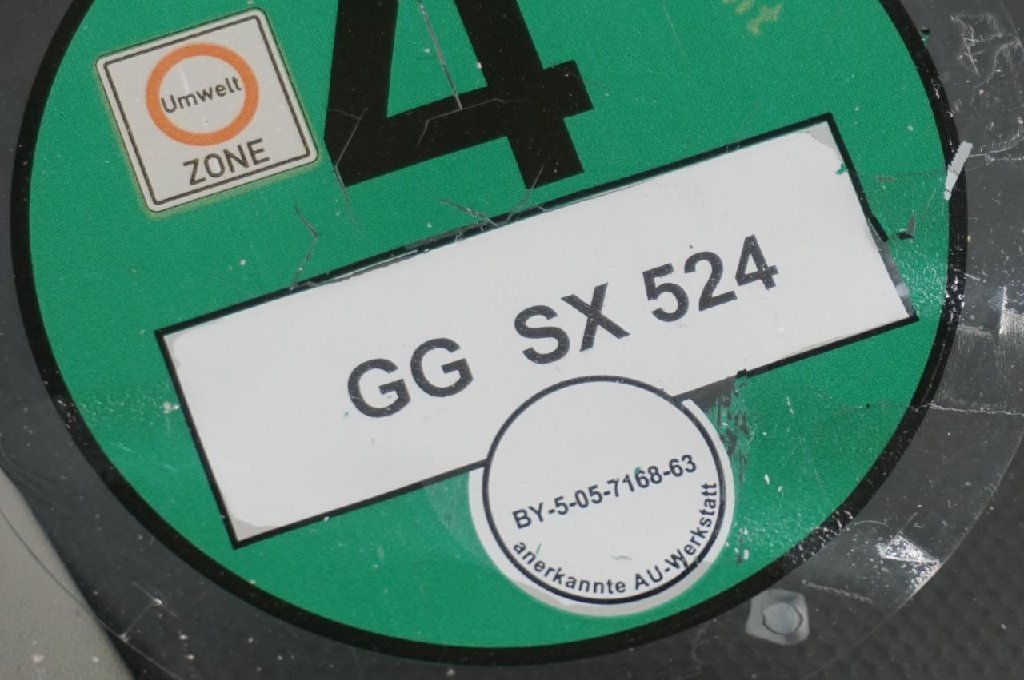 4
Umwelt
ZONE
GG SX 524
BY-5-05-7168-63
anerkannte AU-Werkstatt